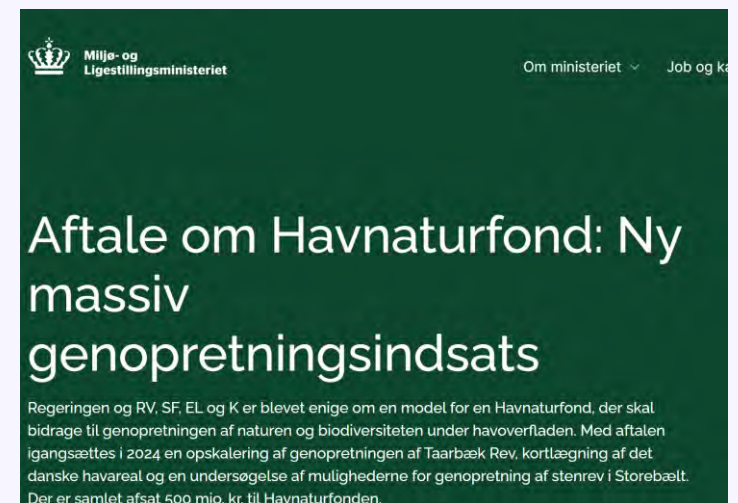 Miljø- og
Ligestillingsministeriet
Om ministeriet
Job og ka
Aftale om Havnaturfond: Ny
massiv
genopretningsindsats
Regeringen og RV, SF, EL og K er blevet enige om en model for en Havnaturfond, der skal
bidrage til genopretningen af naturen og biodiversiteten under havoverfladen. Med aftalen
igangsættes i 2024 en opskalering af genopretningen af Taarbæk Rev, kortlægning af det
danske havareal og en undersøgelse af mulighederne for genopretning af stenrev i Storebælt.
Der er samlet afsat 500 mio. kr. til Havnaturfonden.